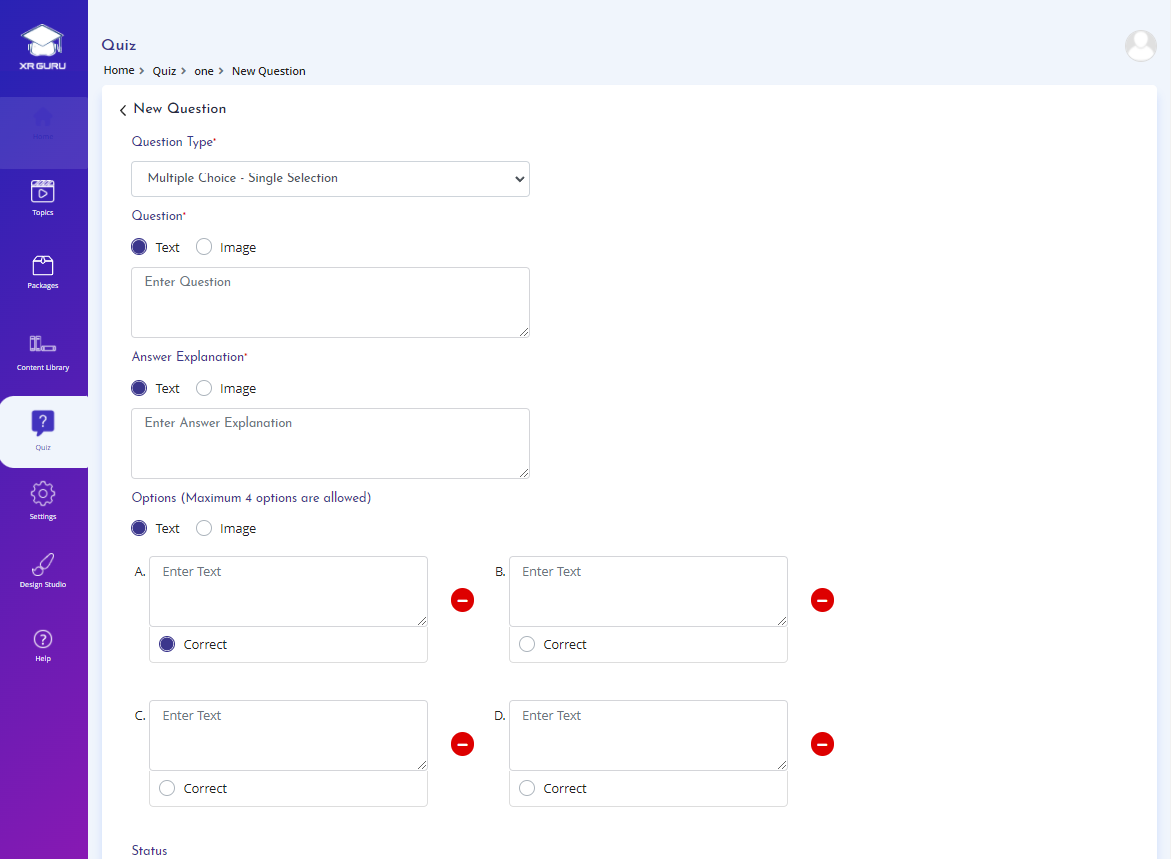 XR GURU
Quiz
Home > Quiz > one > New Question
Home
Topics
Packages
Content Library
Quiz
Settings
Design Studio
Help
New Question
Question Type*
Multiple Choice - Single Selection
Question*
Text Image
Enter Question
Answer Explanation*
Text Image
Enter Answer Explanation
Options (Maximum 4 options are allowed)
Text Image
A. Enter Text B. Enter Text
Correct Correct
C. Enter Text D. Enter Text
Correct Correct
Status